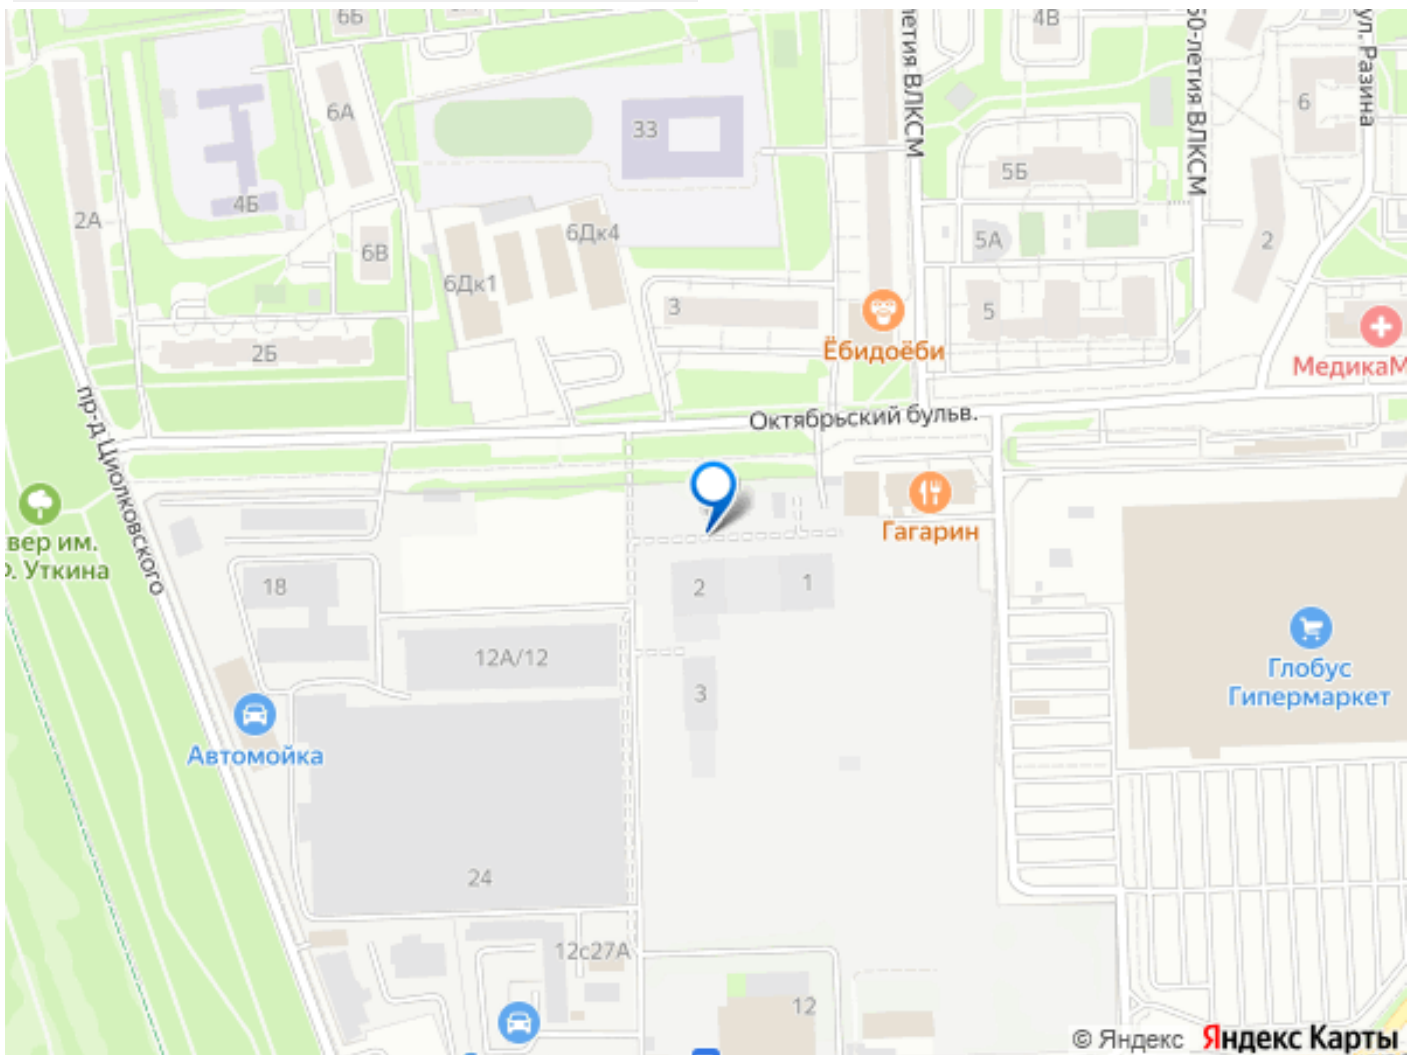 6Б
4В
летия ВЛКСМ
50-летия ВЛКСМ
ул. Разина
6А
33
6
2А
4Б
5Б
6В
6Дк4
5А
2
6Дк1
3
5
2Б
Ёбидоёби
МедикаМ
пр-д Циолковского
Октябрьский бульв.
Гагарин
вер им.
Ф. Уткина
18
2
1
12А/12
3
Глобус
Гипермаркет
Автомойка
24
12с27А
12
© Яндекс Яндекс Карты